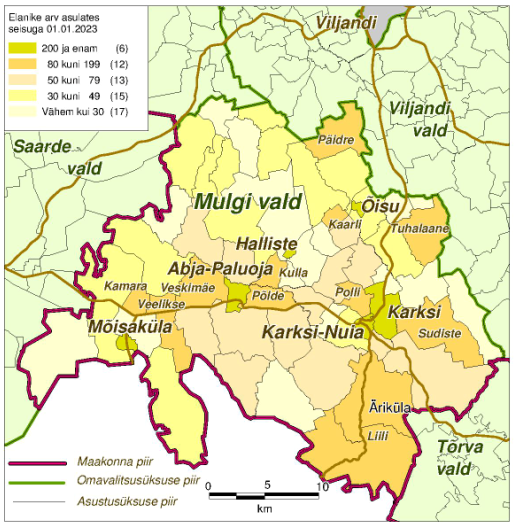 Elanike arv asulates
seisuga 01.01.2023
200 ja enam (6)
80 kuni 199 (12)
50 kuni 79 (13)
30 kuni 49 (15)
Vähem kui 30 (17)
Viljandi
Viljandi
vald
Saarde
vald
Päidre
Mulgi vald
Õisu
Kaarli
Tuhalaane
Halliste
Abja-Paluoja
Kulla
Kamara
Veskimäe
Polli
Põlde
Veelikse
Karksi
Mõisaküla
Karksi-Nuia
Sudiste
Äriküla
Lilli
Tõrva
vald
Maakonna piir
Omavalitsuüksuse piir
Asustusüksuse piir
0 5 10
km